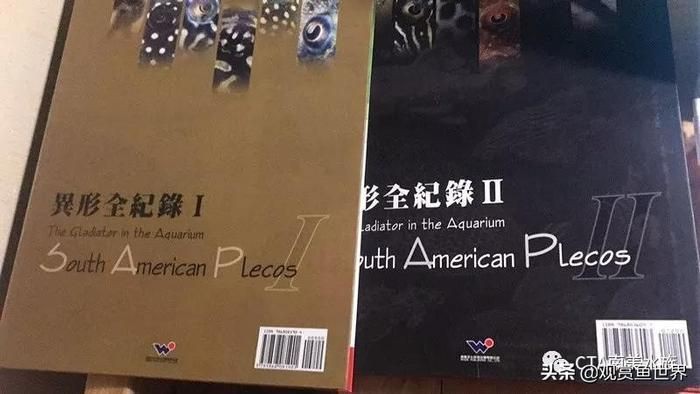 異形全紀錄 I
The Gladiator in the Aquarium
South American Plecos
I
形全紀錄 II
Gladiator in the Aquarium
outh American Plecos
II
CTA南美水族
头条 @观赏鱼世界